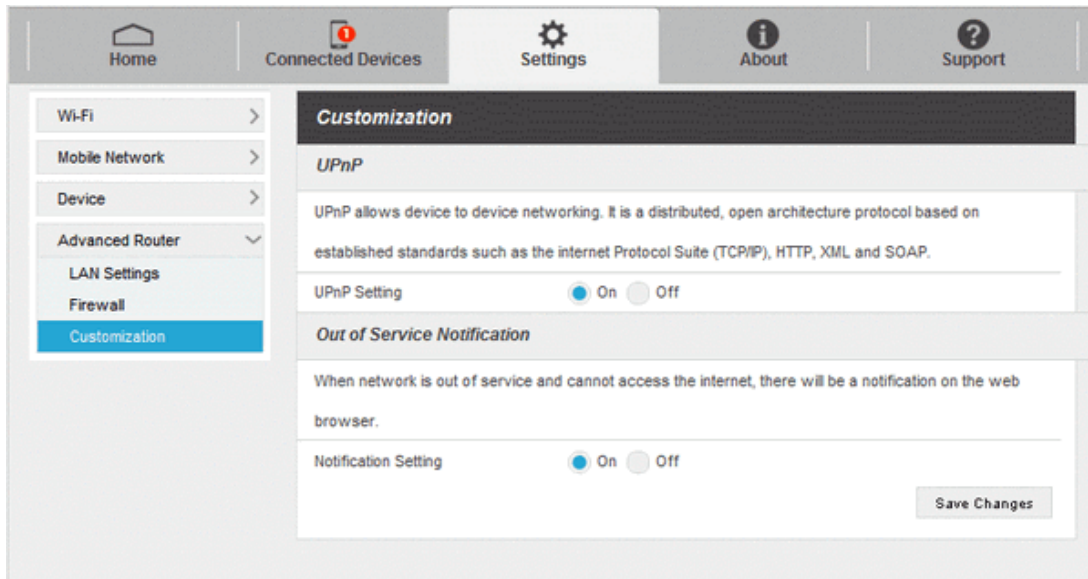 1
Home
Connected Devices
Settings
About
Support
Wi-Fi
Mobile Network
Device
Advanced Router
LAN Settings
Firewall
Customization
Customization
UPnP
UPnP allows device to device networking. It is a distributed, open architecture protocol based on
established standards such as the internet Protocol Suite (TCP/IP), HTTP, XML and SOAP.
UPnP Setting On Off
Out of Service Notification
When network is out of service and cannot access the internet, there will be a notification on the web
browser.
Notification Setting On Off
Save Changes